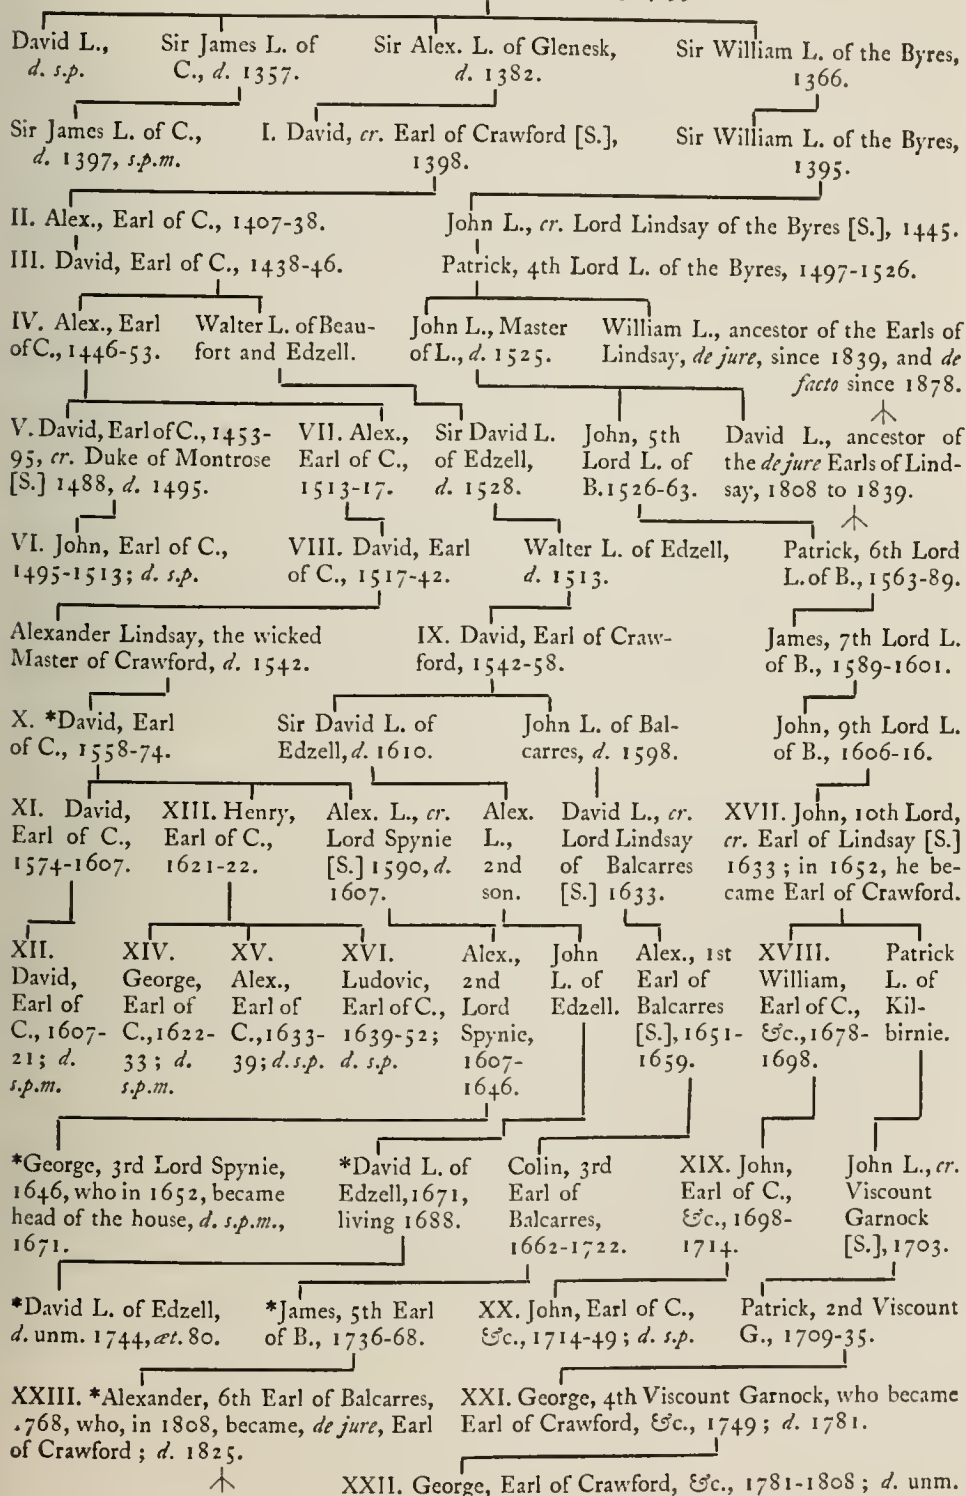 David L.,
d. s.p.
Sir James L. of
C., d. 1357.
Sir Alex. L. of Glenesk,
d. 1382.
Sir William L. of the Byres,
1366.
Sir James L. of C.,
d. 1397, s.p.m.
I. David, cr. Earl of Crawford [S.],
1398.
Sir William L. of the Byres,
1395.
II. Alex., Earl of C., 1407-38.
John L., cr. Lord Lindsay of the Byres [S.], 1445.
III. David, Earl of C., 1438-46.
Patrick, 4th Lord L. of the Byres, 1497-1526.
IV. Alex., Earl
of C., 1446-53.
Walter L. of Beau-
fort and Edzell.
John L., Master
of L., d. 1525.
William L., ancestor of the Earls of
Lindsay, de jure, since 1839, and de
facto since 1878.
V. David, Earl of C., 1453-
95, cr. Duke of Montrose
[S.] 1488, d. 1495.
VII. Alex.,
Earl of C.,
1513-17.
Sir David L.
of Edzell,
d. 1528.
John, 5th
Lord L. of
B. 1526-63.
David L., ancestor of
the de jure Earls of Lind-
say, 1808 to 1839.
VI. John, Earl of C.,
1495-1513; d. s.p.
VIII. David, Earl
of C., 1517-42.
Walter L. of Edzell,
d. 1513.
Patrick, 6th Lord
L. of B., 1563-89.
Alexander Lindsay, the wicked
Master of Crawford, d. 1542.
IX. David, Earl of Craw-
ford, 1542-58.
James, 7th Lord L.
of B., 1589-1601.
X. *David, Earl
of C., 1558-74.
Sir David L. of
Edzell, d. 1610.
John L. of Bal-
carres, d. 1598.
John, 9th Lord L.
of B., 1606-16.
XI. David,
Earl of C.,
1574-1607.
XIII. Henry,
Earl of C.,
1621-22.
Alex. L., cr.
Lord Spynie
[S.] 1590, d.
1607.
Alex.
L.,
2nd
son.
David L., cr.
Lord Lindsay
of Balcarres
[S.] 1633.
XVII. John, 10th Lord,
cr. Earl of Lindsay [S.]
1633; in 1652, he be-
came Earl of Crawford.
XII.
David,
Earl of
C., 1607-
21; d.
s.p.m.
XIV.
George,
Earl of
C., 1622-
33; d.
s.p.m.
XV.
Alex.,
Earl of
C., 1633-
39; d.s.p.
XVI.
Ludovic,
Earl of C.,
1639-52;
d. s.p.
Alex.,
2nd
Lord
Spynie,
1607-
1646.
John
L. of
Edzell.
Alex., 1st
Earl of
Balcarres
[S.], 1651-
1659.
XVIII.
William,
Earl of C.,
&c., 1678-
1698.
Patrick
L. of
Kil-
birnie.
*George, 3rd Lord Spynie,
1646, who in 1652, became
head of the house, d. s.p.m.,
1671.
*David L. of
Edzell, 1671,
living 1688.
Colin, 3rd
Earl of
Balcarres,
1662-1722.
XIX. John,
Earl of C.,
&c., 1698-
1714.
John L., cr.
Viscount
Garnock
[S.], 1703.
*David L. of Edzell,
d. unm. 1744, æt. 80.
*James, 5th Earl
of B., 1736-68.
XX. John, Earl of C.,
&c., 1714-49; d. s.p.
Patrick, 2nd Viscount
G., 1709-35.
XXIII. *Alexander, 6th Earl of Balcarres,
.768, who, in 1808, became, de jure, Earl
of Crawford; d. 1825.
XXI. George, 4th Viscount Garnock, who became
Earl of Crawford, &c., 1749; d. 1781.
XXII. George, Earl of Crawford, &c., 1781-1808; d. unm.